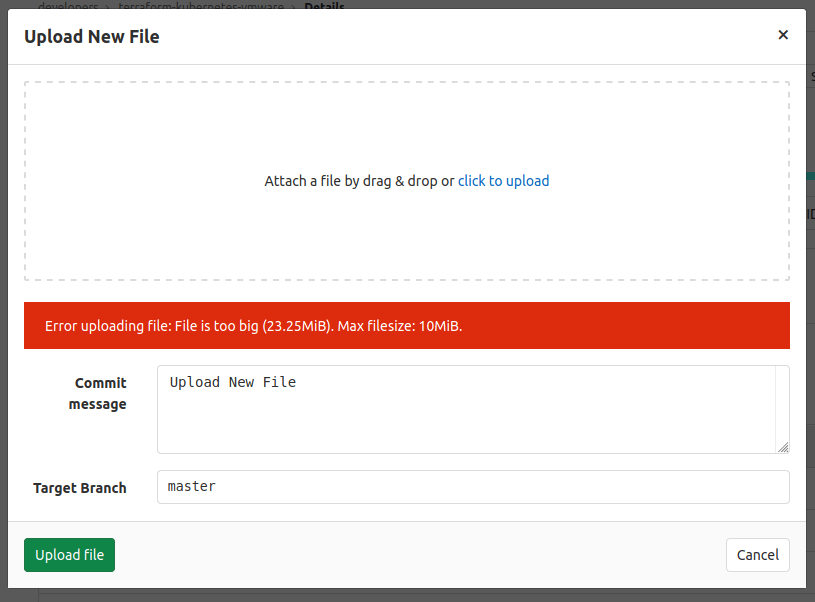 developers > terraform-kubernetes-vmware > Details
Upload New File
×
Attach a file by drag & drop or click to upload
Error uploading file: File is too big (23.25MiB). Max filesize: 10MiB.
Commit
message
Upload New File
Target Branch
master
Upload file
Cancel